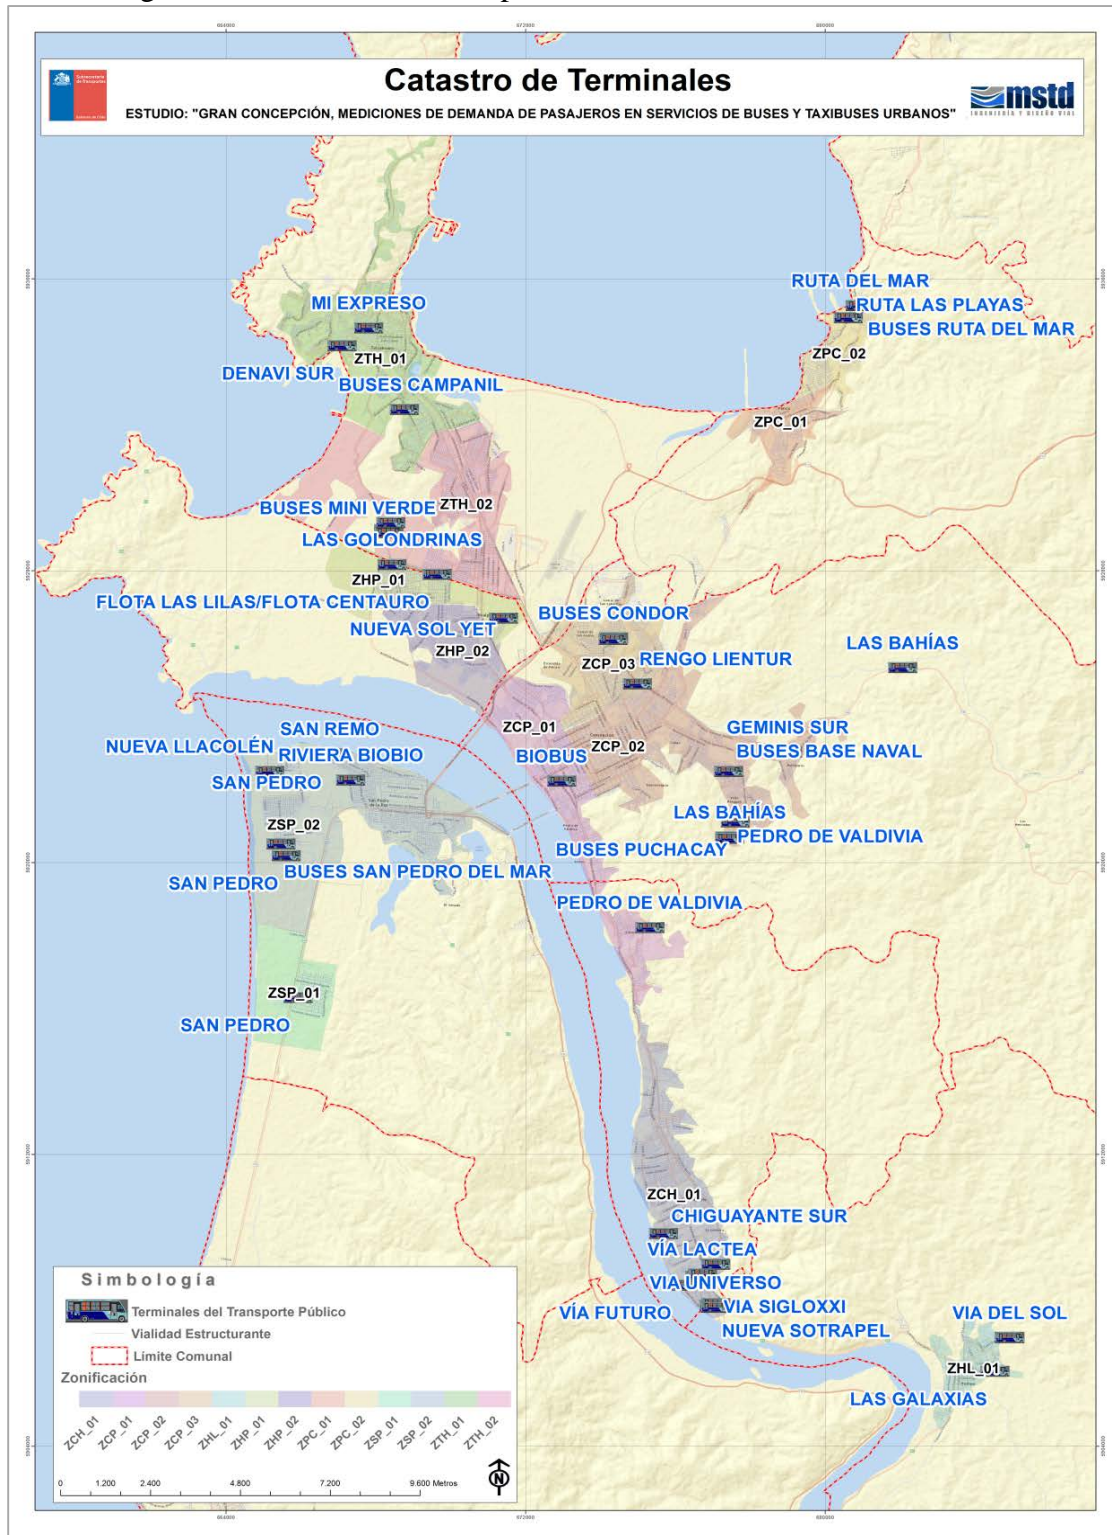 Catastro de Terminales
ESTUDIO: "GRAN CONCEPCIÓN, MEDICIONES DE DEMANDA DE PASAJEROS EN SERVICIOS DE BUSES Y TAXIBUSES URBANOS"
mstd
INGENIERÍA Y DISEÑO VIAL
RUTA DEL MAR
MI EXPRESO
RUTA LAS PLAYAS
BUSES RUTA DEL MAR
ZTH_01
ZPC_02
DENAVI SUR
BUSES CAMPANIL
ZPC_01
ZTH_02
BUSES MINI VERDE
LAS GOLONDRINAS
ZHP_01
FLOTA LAS LILAS/FLOTA CENTAURO
BUSES CONDOR
NUEVA SOL YET
ZHP_02
ZCP_03
RENGO LIENTUR
LAS BAHÍAS
SAN REMO
ZCP_01
GEMINIS SUR
NUEVA LLACOLÉN
RIVIERA BIOBIO
ZCP_02
BUSES BASE NAVAL
BIOBUS
SAN PEDRO
LAS BAHÍAS
ZSP_02
PEDRO DE VALDIVIA
BUSES PUCHACAY
BUSES SAN PEDRO DEL MAR
SAN PEDRO
PEDRO DE VALDIVIA
ZSP_01
SAN PEDRO
ZCH_01
CHIGUAYANTE SUR
VÍA LACTEA
VIA UNIVERSO
VÍA FUTURO
VIA SIGLOXXI
NUEVA SOTRAPEL
VIA DEL SOL
ZHL_01
LAS GALAXIAS
Simbología
Terminales del Transporte Público
Vialidad Estructurante
Límite Comunal
Zonificación
ZCH_01
ZCP_01
ZCP_02
ZCP_03
ZHL_01
ZHP_01
ZHP_02
ZPC_01
ZPC_02
ZSP_01
ZSP_02
ZTH_01
ZTH_02
0 1.200 2.400 4.800 7.200 9.600 Metros
N